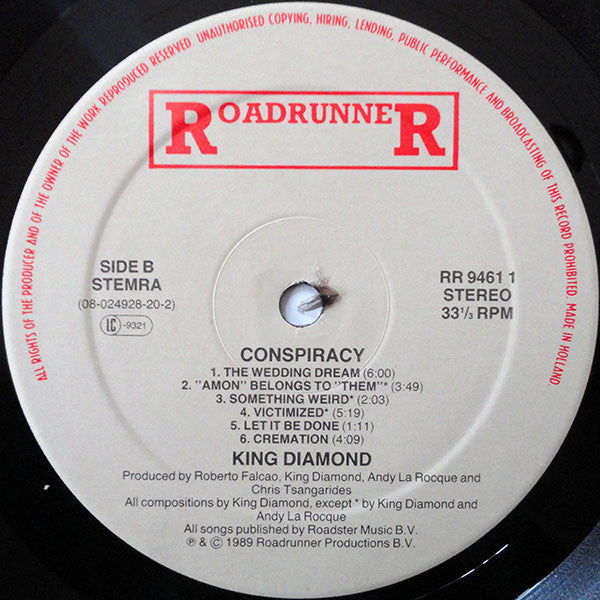 ALL RIGHTS OF THE PRODUCER AND OF THE OWNER OF THE WORK REPRODUCED RESERVED. UNAUTHORISED COPYING, HIRING, LENDING, PUBLIC PERFORMANCE AND BROADCASTING OF THIS RECORD PROHIBITED. MADE IN HOLLAND.
ROADRUNNER
SIDE B
STEMRA
(08-024928-20-2)
LC -9321
RR 9461 1
STEREO
33 1/3 RPM
CONSPIRACY
1. THE WEDDING DREAM (6:00)
2. "AMON" BELONGS TO "THEM"* (3:49)
3. SOMETHING WEIRD* (2:03)
4. VICTIMIZED* (5:19)
5. LET IT BE DONE (1:11)
6. CREMATION (4:09)
KING DIAMOND
Produced by Roberto Falcao, King Diamond, Andy La Rocque and
Chris Tsangarides
All compositions by King Diamond, except * by King Diamond and
Andy La Rocque
All songs published by Roadster Music B.V.
℗ & © 1989 Roadrunner Productions B.V.